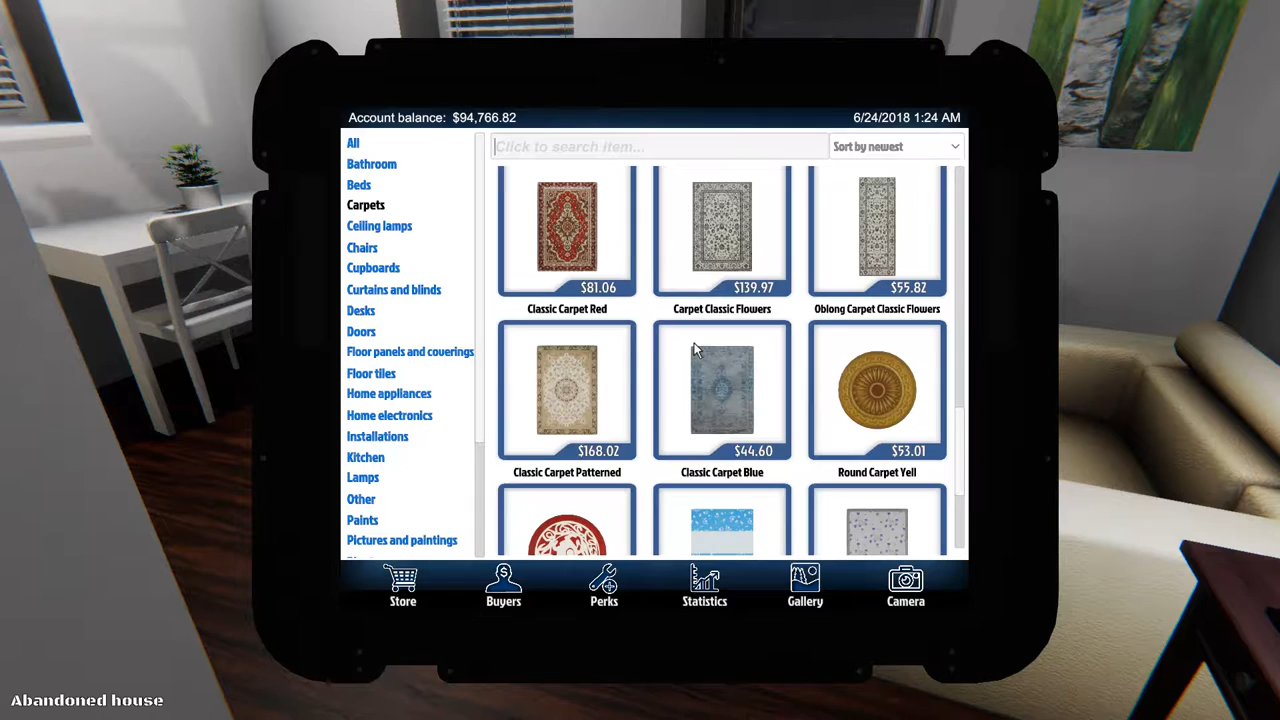 Account balance: $94,766.82
6/24/2018 1:24 AM
All
Bathroom
Beds
Carpets
Ceiling lamps
Chairs
Cupboards
Curtains and blinds
Desks
Doors
Floor panels and coverings
Floor tiles
Home appliances
Home electronics
Installations
Kitchen
Lamps
Other
Paints
Pictures and paintings
Click to search item...
Sort by newest
$81.06
$139.97
$55.82
Classic Carpet Red
Carpet Classic Flowers
Oblong Carpet Classic Flowers
$168.02
$44.60
$53.01
Classic Carpet Patterned
Classic Carpet Blue
Round Carpet Yell
Store
Buyers
Perks
Statistics
Gallery
Camera
Abandoned house